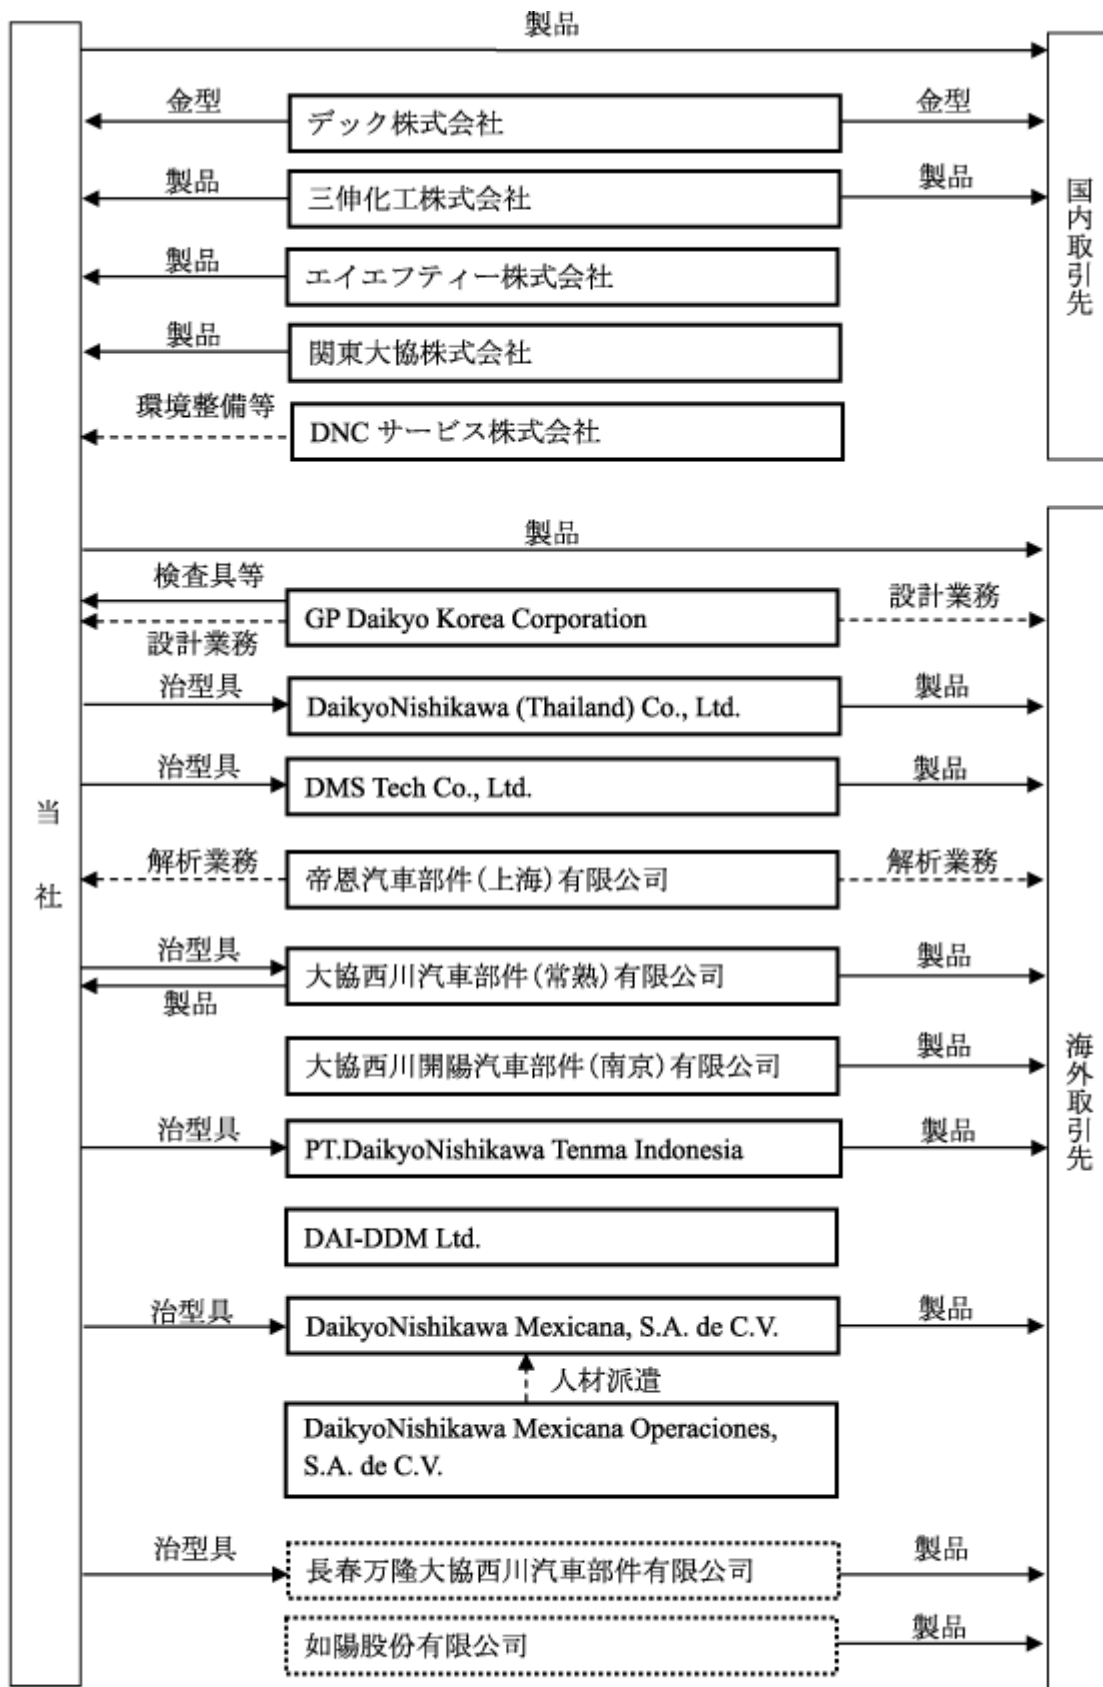 製品
金型
デック株式会社
金型
製品
三伸化工株式会社
製品
製品
エイエフティー株式会社
製品
関東大協株式会社
環境整備等
DNC サービス株式会社
国内取引先
製品
検査具等
設計業務
GP Daikyo Korea Corporation
設計業務
治型具
DaikyoNishikawa (Thailand) Co., Ltd.
製品
治型具
DMS Tech Co., Ltd.
製品
当社
解析業務
帝恩汽車部件(上海)有限公司
解析業務
治型具
製品
大協西川汽車部件(常熟)有限公司
製品
大協西川開陽汽車部件(南京)有限公司
製品
海外取引先
治型具
PT.DaikyoNishikawa Tenma Indonesia
製品
DAI-DDM Ltd.
治型具
DaikyoNishikawa Mexicana, S.A. de C.V.
製品
人材派遣
DaikyoNishikawa Mexicana Operaciones,
S.A. de C.V.
治型具
長春万隆大協西川汽車部件有限公司
製品
如陽股份有限公司
製品